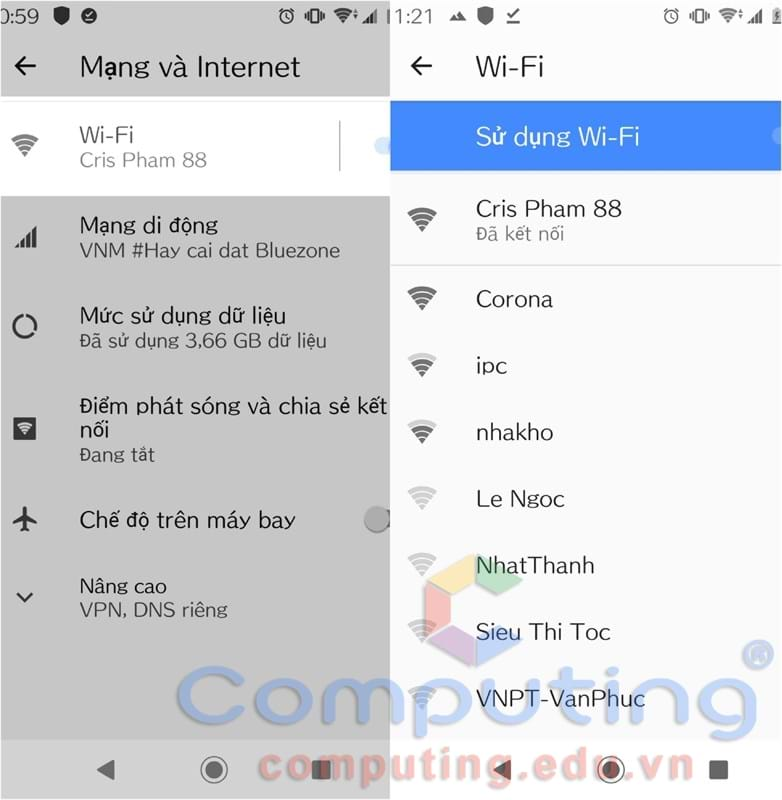 0:59
Mạng và Internet
Wi-Fi
Cris Pham 88
Mạng di động
VNM #Hay cai dat Bluezone
Mức sử dụng dữ liệu
Đã sử dụng 3,66 GB dữ liệu
Điểm phát sóng và chia sẻ kết
nối
Đang tắt
Chế độ trên máy bay
Nâng cao
VPN, DNS riêng
1:21
Wi-Fi
Sử dụng Wi-Fi
Cris Pham 88
Đã kết nối
Corona
ipc
nhakho
Le Ngoc
NhatThanh
Sieu Thi Toc
VNPT-VanPhuc
Computing
computing.edu.vn